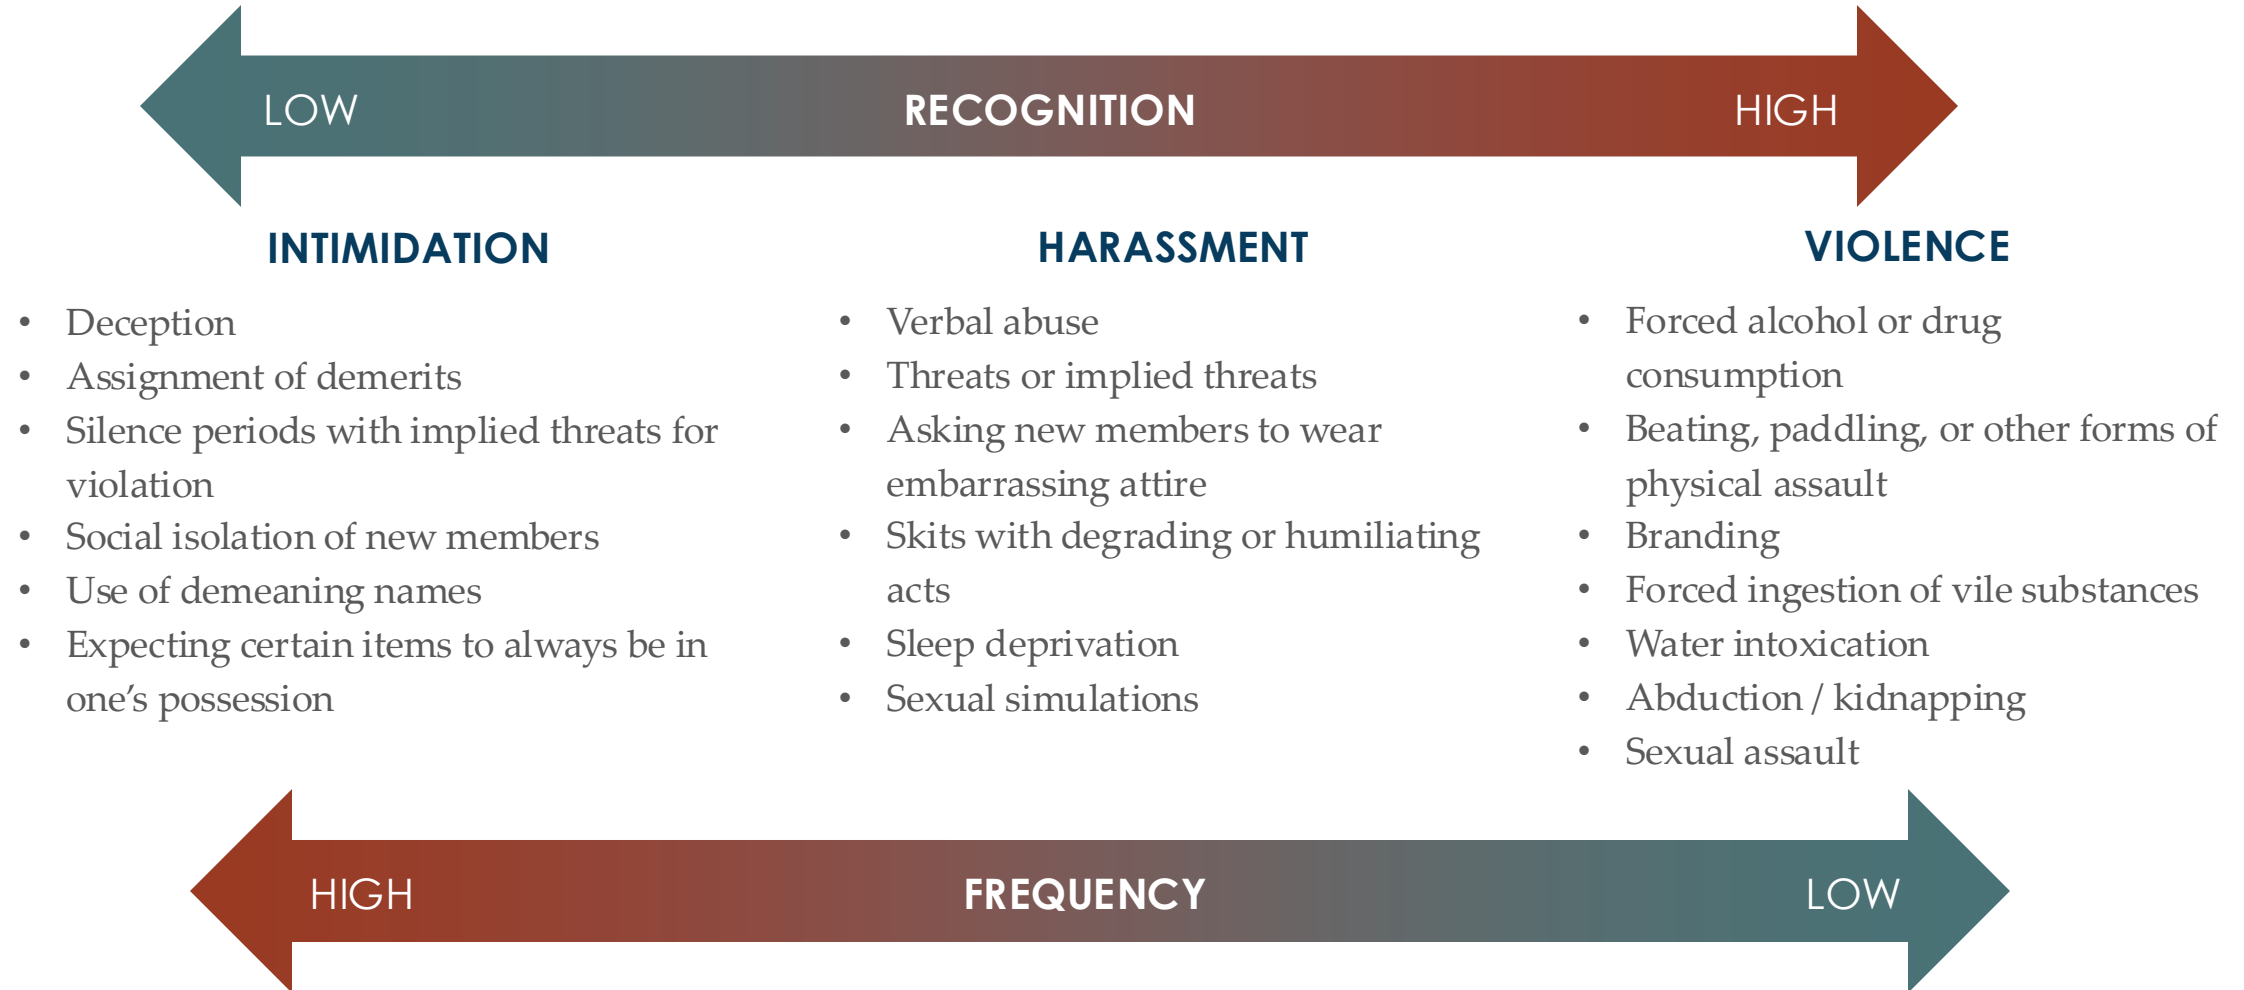 LOW RECOGNITION HIGH
INTIMIDATION
• Deception
• Assignment of demerits
• Silence periods with implied threats for
violation
• Social isolation of new members
• Use of demeaning names
• Expecting certain items to always be in
one’s possession
HARASSMENT
• Verbal abuse
• Threats or implied threats
• Asking new members to wear
embarrassing attire
• Skits with degrading or humiliating
acts
• Sleep deprivation
• Sexual simulations
VIOLENCE
• Forced alcohol or drug
consumption
• Beating, paddling, or other forms of
physical assault
• Branding
• Forced ingestion of vile substances
• Water intoxication
• Abduction / kidnapping
• Sexual assault
HIGH FREQUENCY LOW